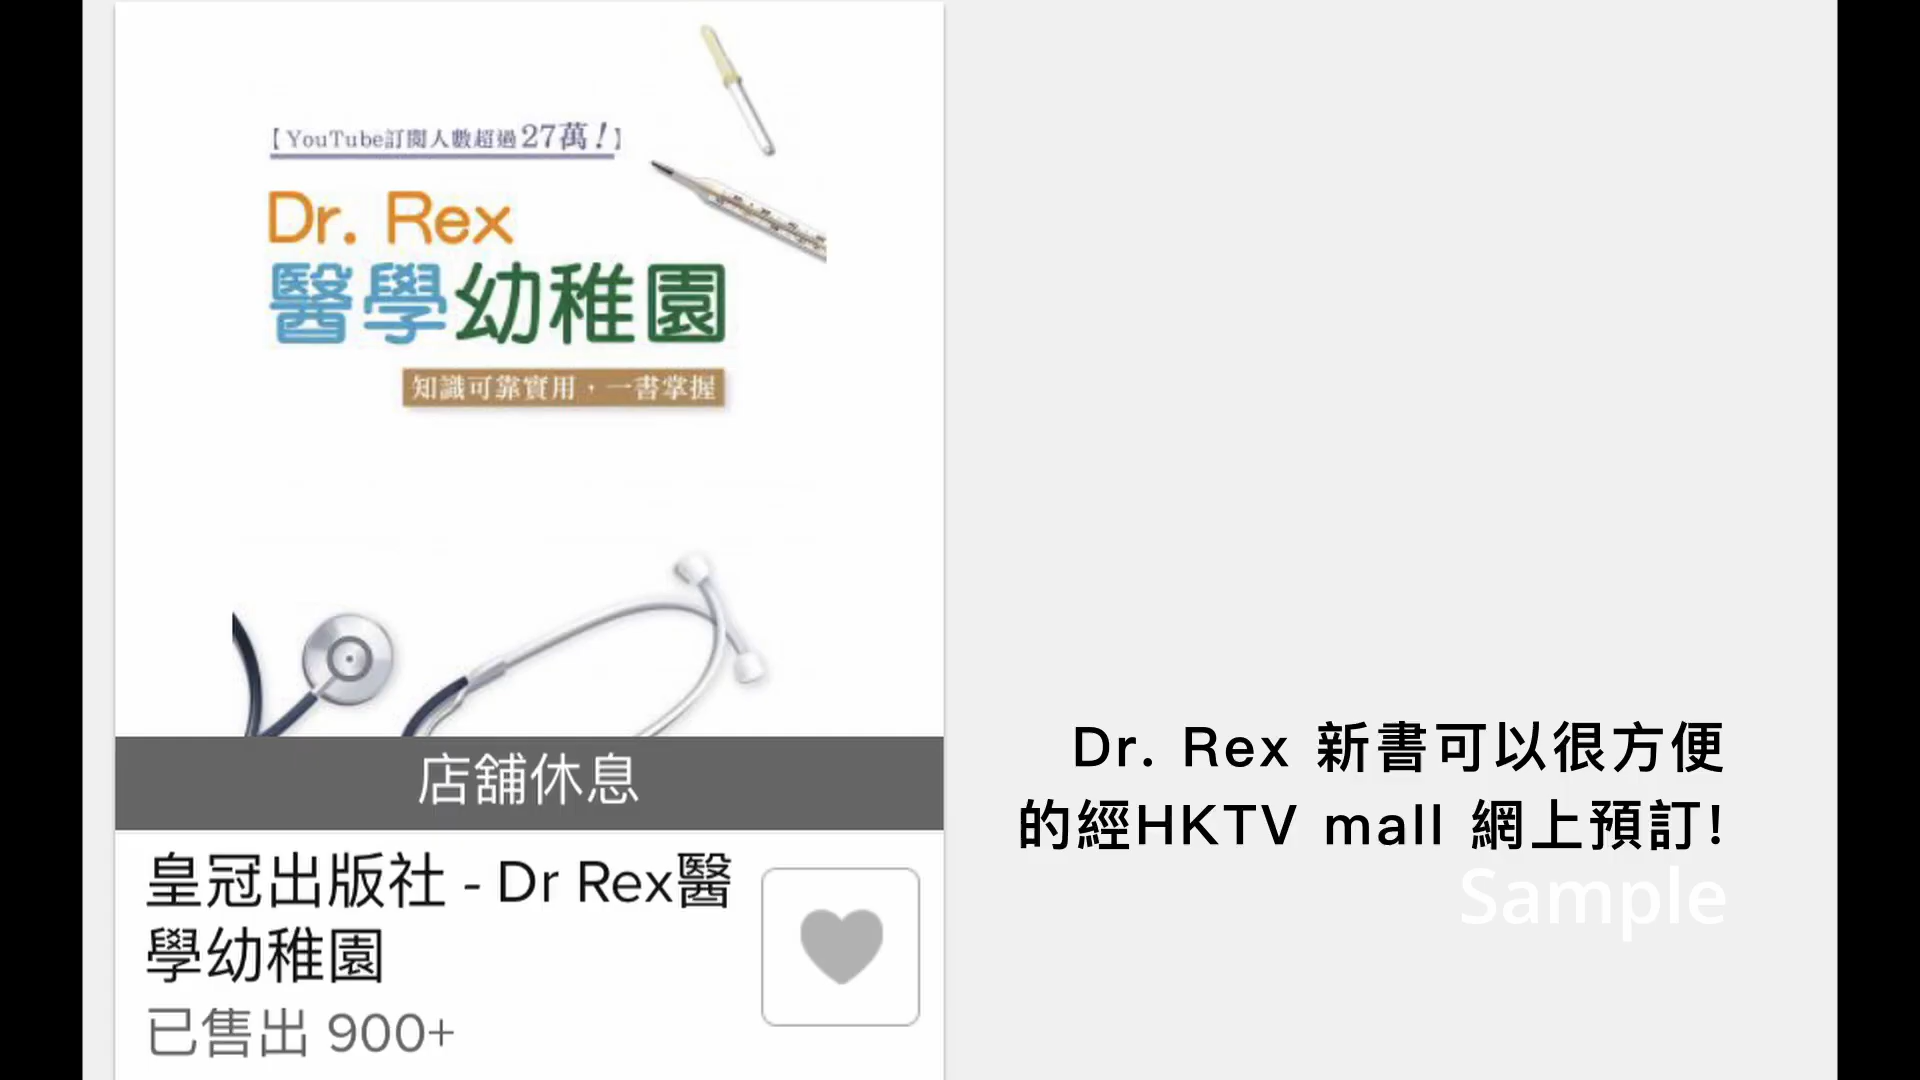 【YouTube訂閱人數超過27萬！】
Dr. Rex
醫學幼稚園
知識可靠實用，一書掌握
店舖休息
皇冠出版社 - Dr Rex醫
學幼稚園
已售出 900+
Dr. Rex 新書可以很方便
的經HKTV mall 網上預訂!
Sample